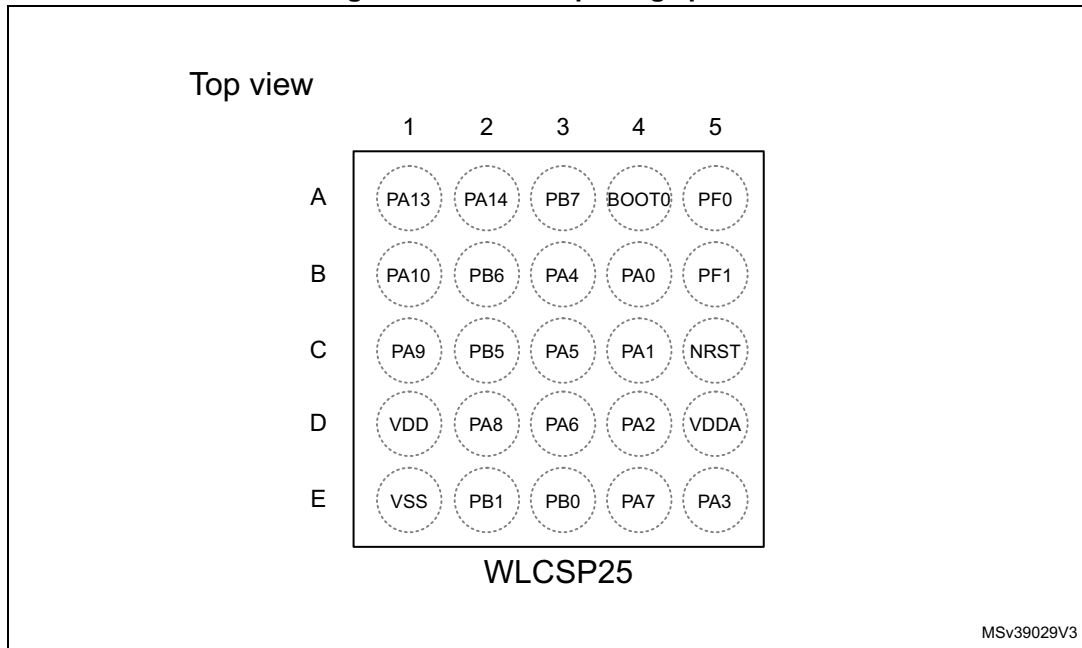 Top view
1 2 3 4 5
A PA13 PA14 PB7 BOOT0 PF0
B PA10 PB6 PA4 PA0 PF1
C PA9 PB5 PA5 PA1 NRST
D VDD PA8 PA6 PA2 VDDA
E VSS PB1 PB0 PA7 PA3
WLCSP25
MSv39029V3